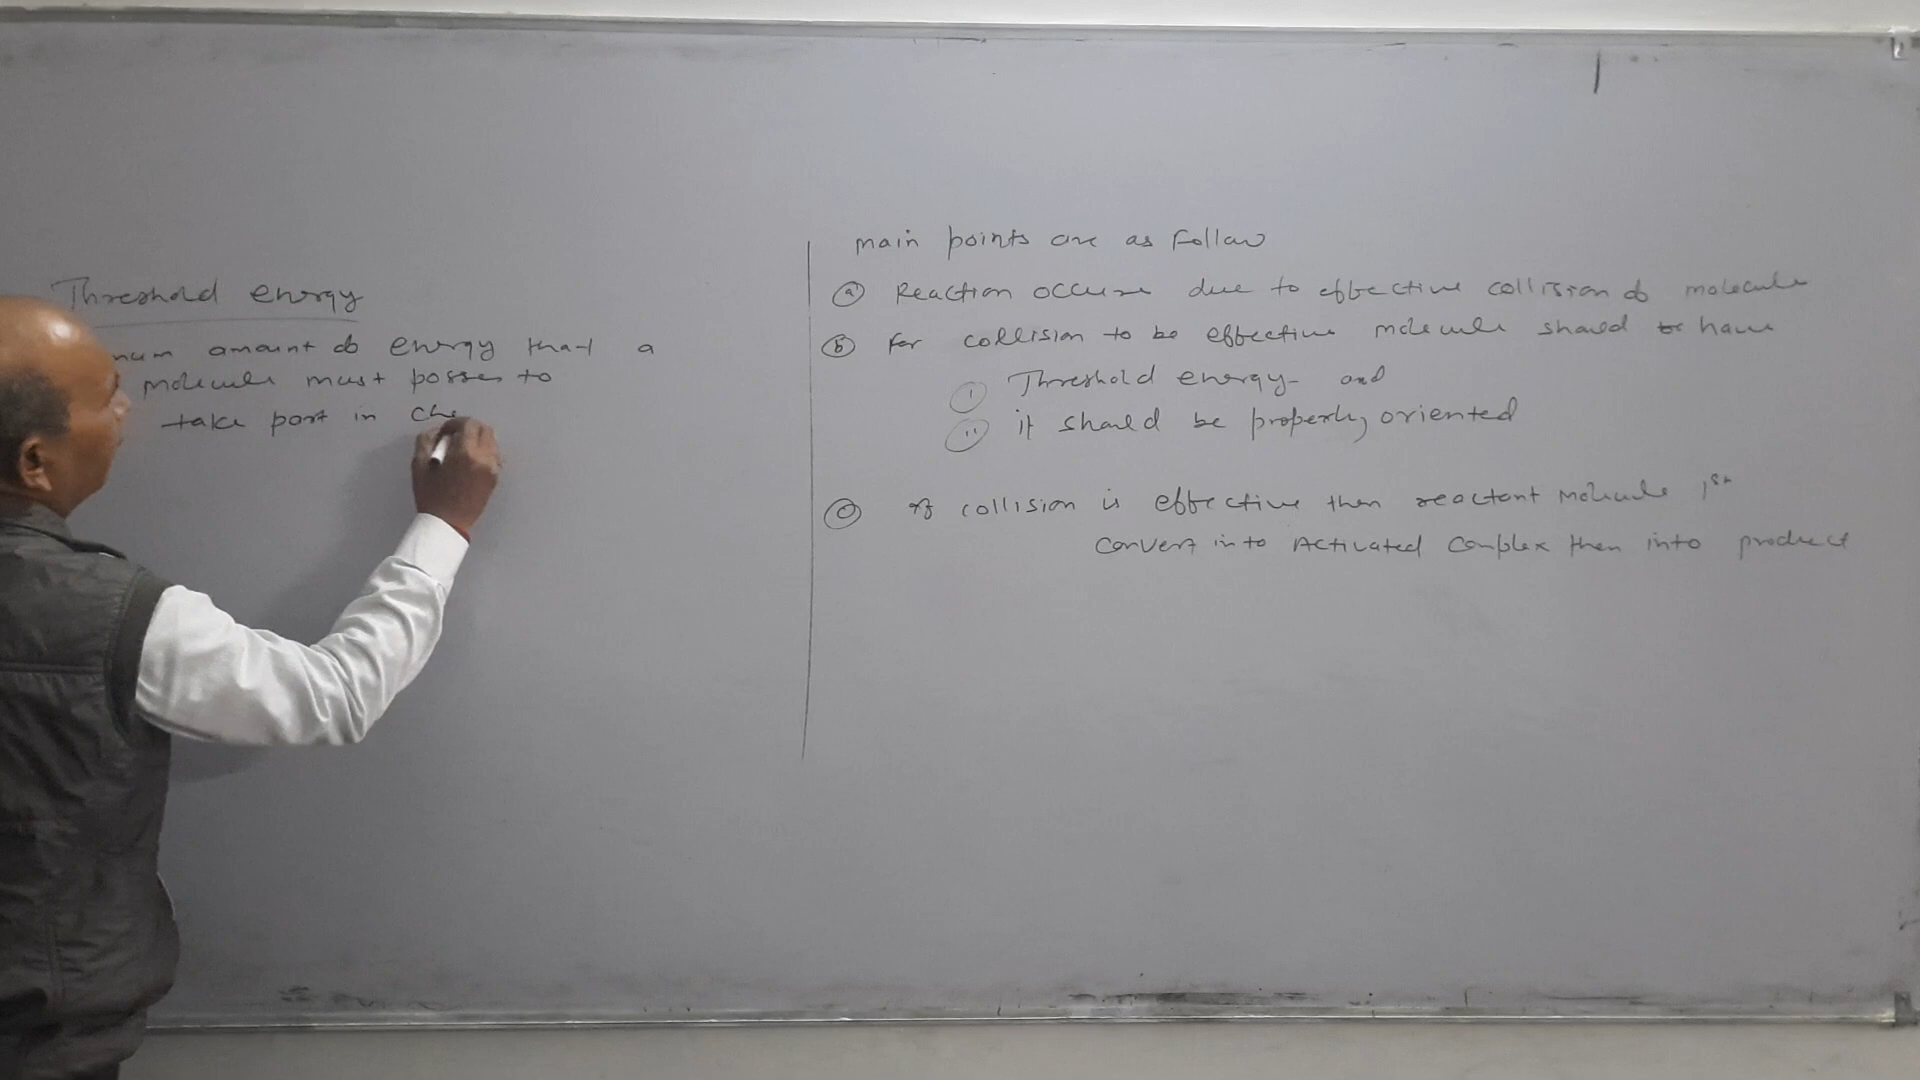 Threshold energy
num amount of energy that a
molecule must posses to
take part in che
main points are as follow
(a) Reaction occurs due to effective collision of molecule
(b) for collision to be effective molecule should have
(i) Threshold energy and
(ii) it should be properly oriented
(c) if collision is effective then reactant molecule 1st
convert into Activated complex then into product